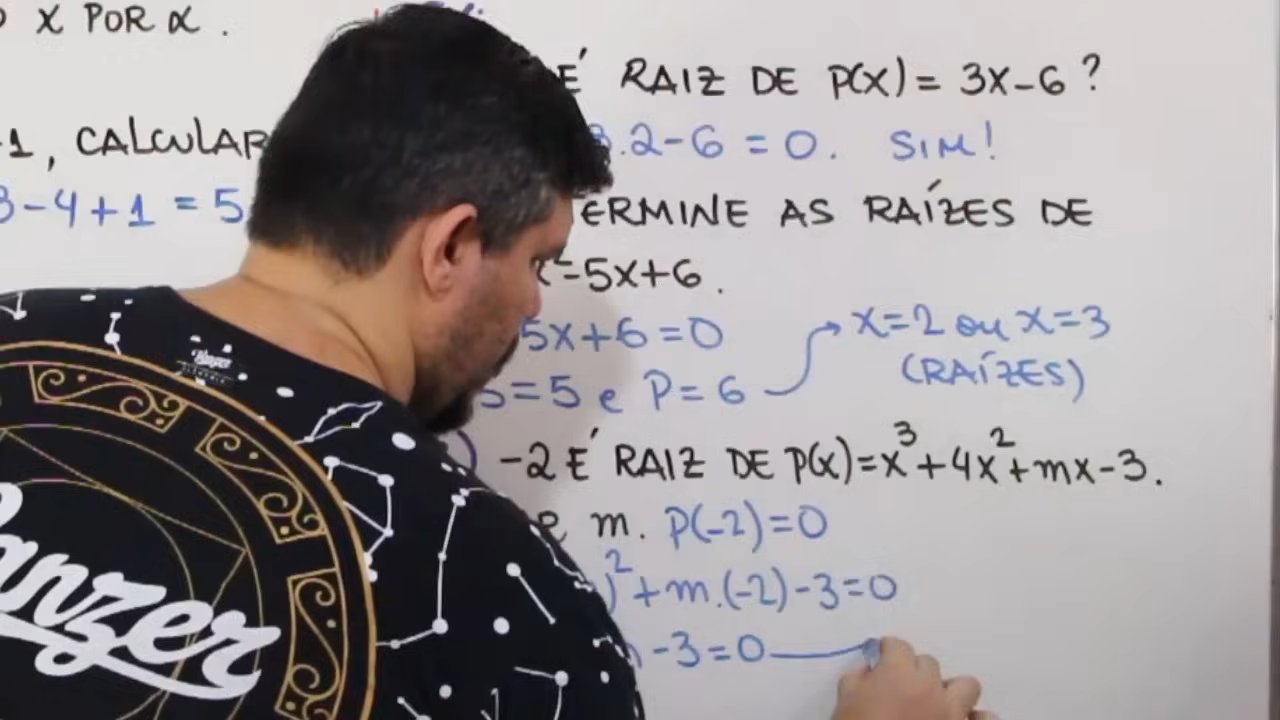 X POR α.
É RAIZ DE P(X) = 3X-6?
1, CALCULAR
.2-6 = 0. SIM!
3-4+1 = 5
ERMINE AS RAÍZES DE
²-5X+6.
5X+6=0
x=2 ou x=3
(RAÍZES)
S=5 e P=6
-2 É RAIZ DE P(X)=X³+4X²+mX-3.
e m. P(-2)=0
)²+m.(-2)-3=0
-3=0
anzer